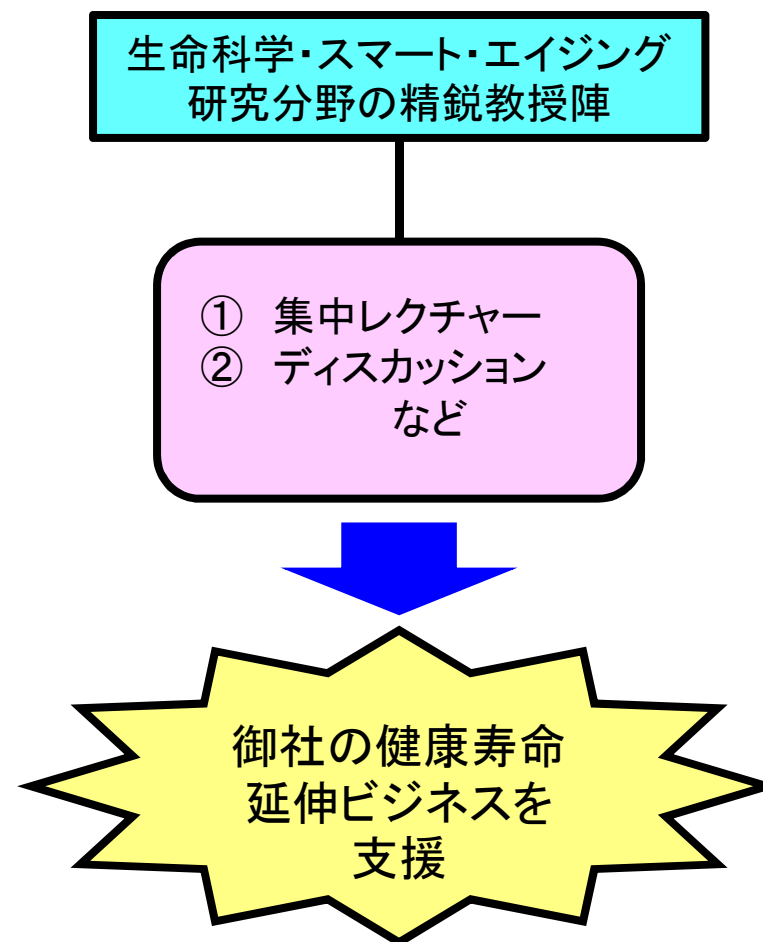 生命科学・スマート・エイジング
研究分野の精鋭教授陣
① 集中レクチャー
② ディスカッション
など
御社の健康寿命
延伸ビジネスを
支援